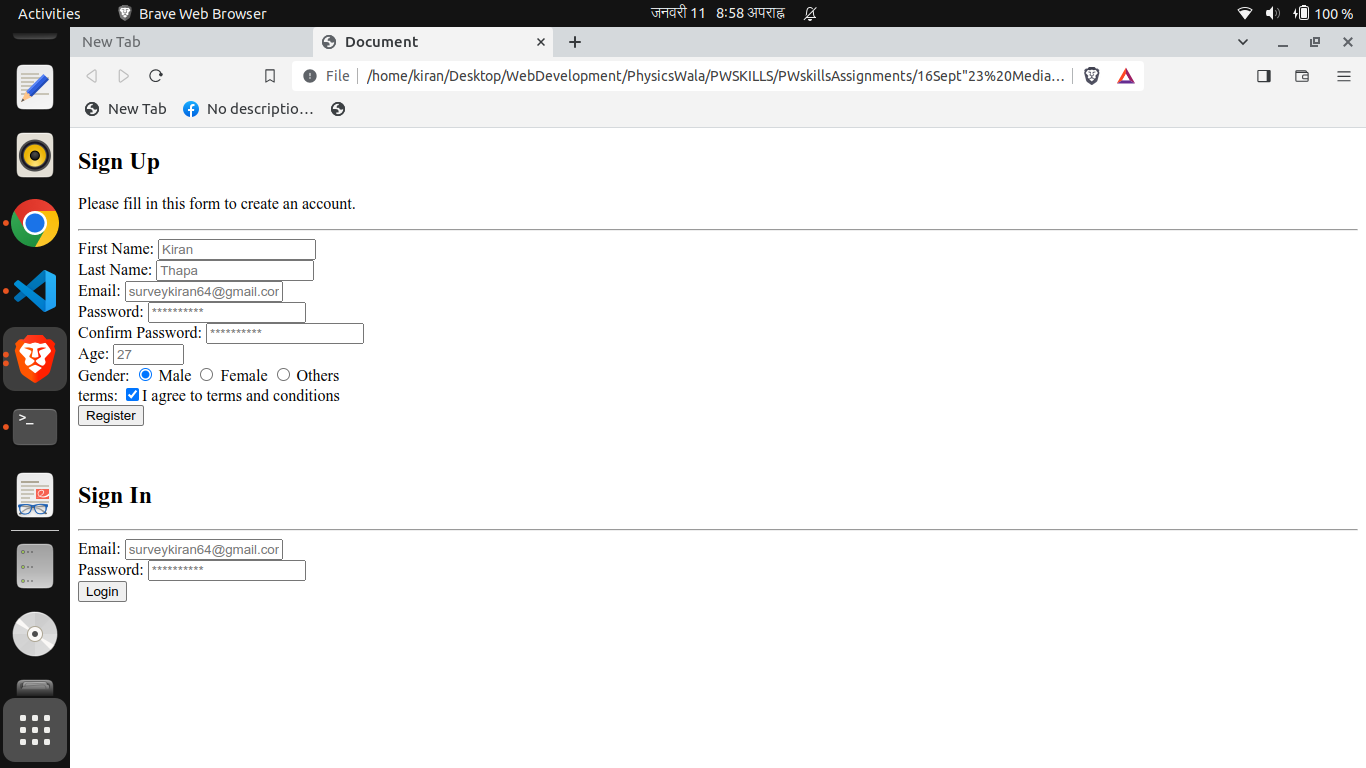 Activities Brave Web Browser जनवरी 11 8:58 अपराह्न 100 %
New Tab Document
File /home/kiran/Desktop/WebDevelopment/PhysicsWala/PWSKILLS/PWskillsAssignments/16Sept"23%20Media…
New Tab No descriptio…
Sign Up
Please fill in this form to create an account.
First Name: Kiran
Last Name: Thapa
Email: surveykiran64@gmail.com
Password: **********
Confirm Password: **********
Age: 27
Gender: Male Female Others
terms: I agree to terms and conditions
Register
Sign In
Email: surveykiran64@gmail.com
Password: **********
Login